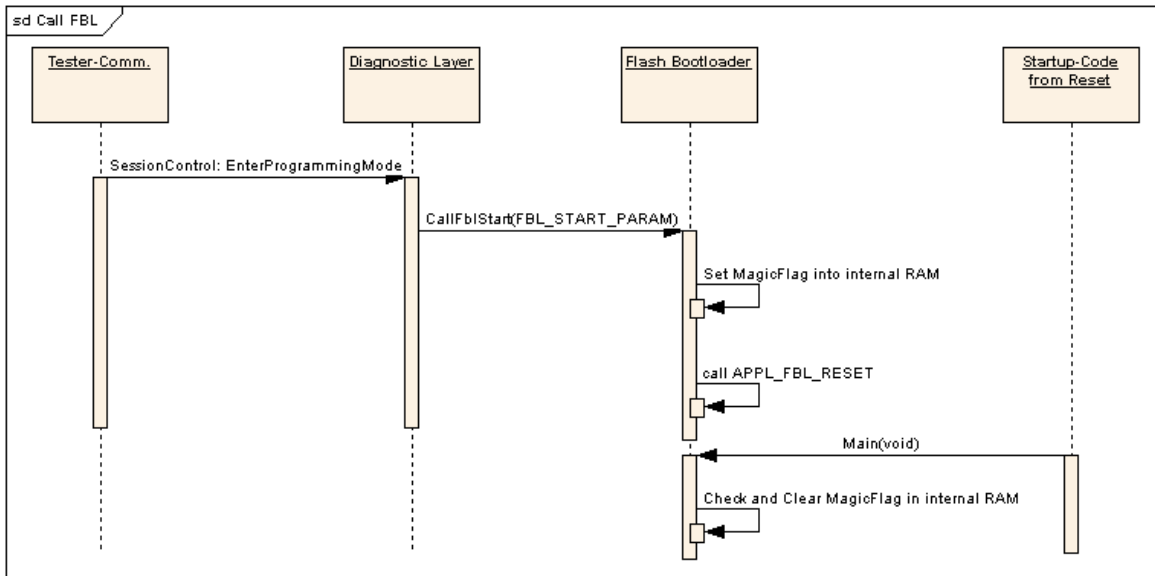 sd Call FBL
Tester-Comm.
Diagnostic Layer
Flash Bootloader
Startup-Code
from Reset
SessionControl: EnterProgrammingMode
CallFblStart(FBL_START_PARAM)
Set MagicFlag into internal RAM
call APPL_FBL_RESET
Main(void)
Check and Clear MagicFlag in internal RAM